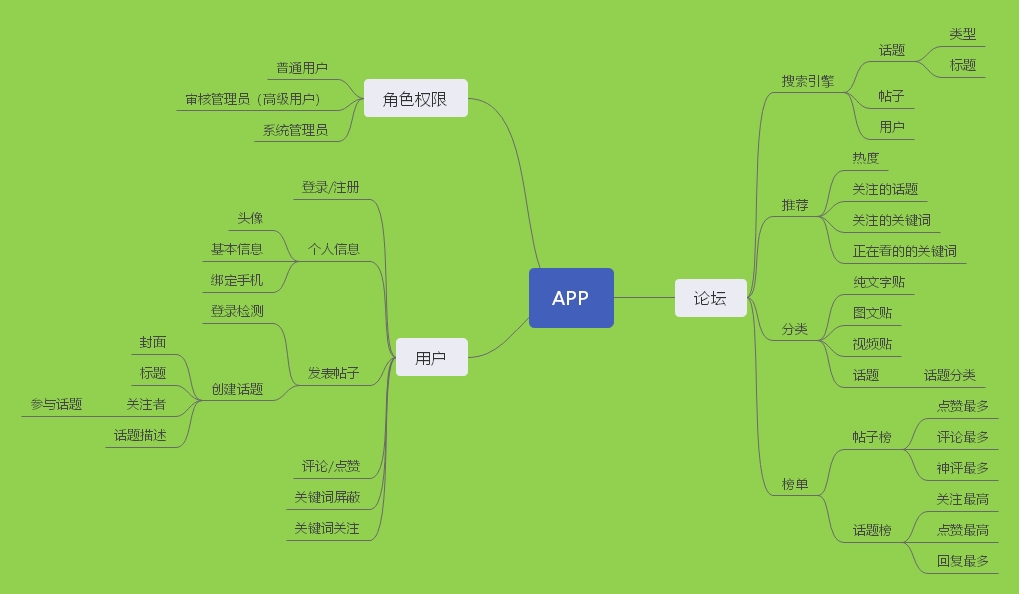 APP
角色权限
普通用户
审核管理员（高级用户）
系统管理员
用户
登录/注册
个人信息
头像
基本信息
绑定手机
发表帖子
登录检测
创建话题
封面
标题
关注者
参与话题
话题描述
评论/点赞
关键词屏蔽
关键词关注
论坛
搜索引擎
话题
类型
标题
帖子
用户
推荐
热度
关注的话题
关注的关键词
正在看的的关键词
分类
纯文字贴
图文贴
视频贴
话题
话题分类
榜单
帖子榜
点赞最多
评论最多
神评最多
话题榜
关注最高
点赞最高
回复最多